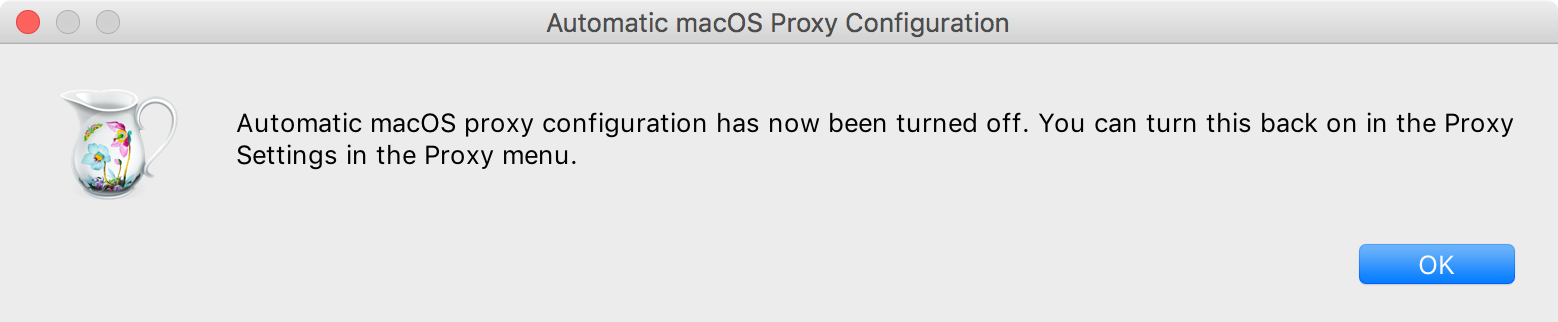 Automatic macOS Proxy Configuration
Automatic macOS proxy configuration has now been turned off. You can turn this back on in the Proxy
Settings in the Proxy menu.
OK